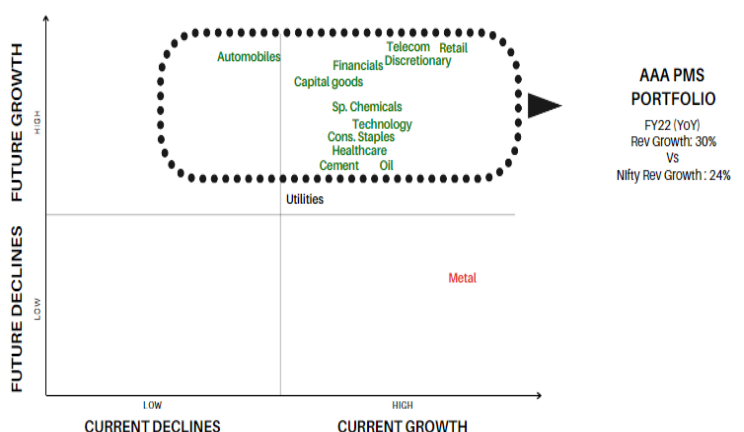 FUTURE GROWTH
HIGH
Automobiles
Telecom
Retail
Financials
Discretionary
Capital goods
Sp. Chemicals
Technology
Cons. Staples
Healthcare
Cement
Oil
Utilities
AAA PMS
PORTFOLIO
FY22 (YoY)
Rev Growth: 30%
Vs
Nifty Rev Growth : 24%
FUTURE DECLINES
LOW
Metal
LOW
HIGH
CURRENT DECLINES
CURRENT GROWTH